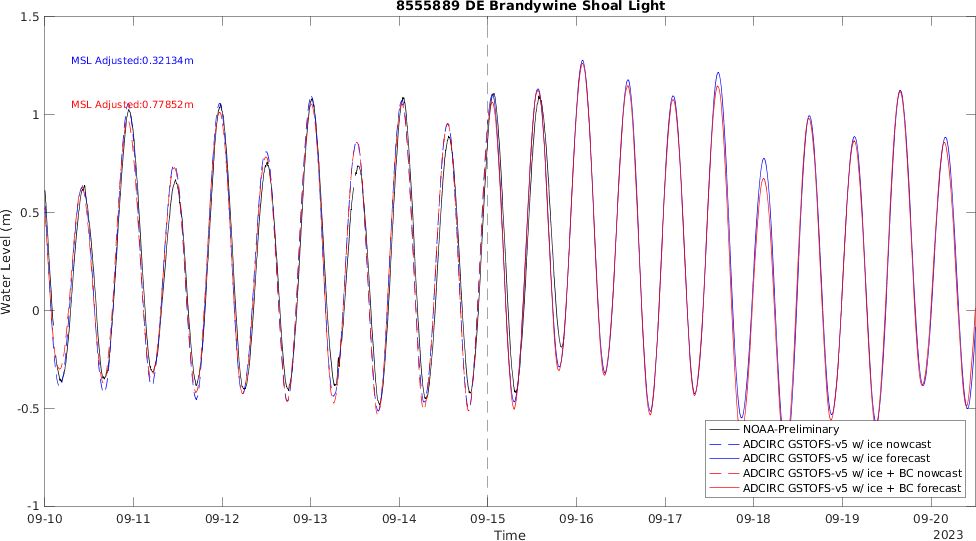 8555889 DE Brandywine Shoal Light
MSL Adjusted:0.32134m
MSL Adjusted:0.77852m
Water Level (m)
1.5
1
0.5
0
-0.5
-1
NOAA-Preliminary
ADCIRC GSTOFS-v5 w/ ice nowcast
ADCIRC GSTOFS-v5 w/ ice forecast
ADCIRC GSTOFS-v5 w/ ice + BC nowcast
ADCIRC GSTOFS-v5 w/ ice + BC forecast
09-10 09-11 09-12 09-13 09-14 09-15 09-16 09-17 09-18 09-19 09-20
Time
2023